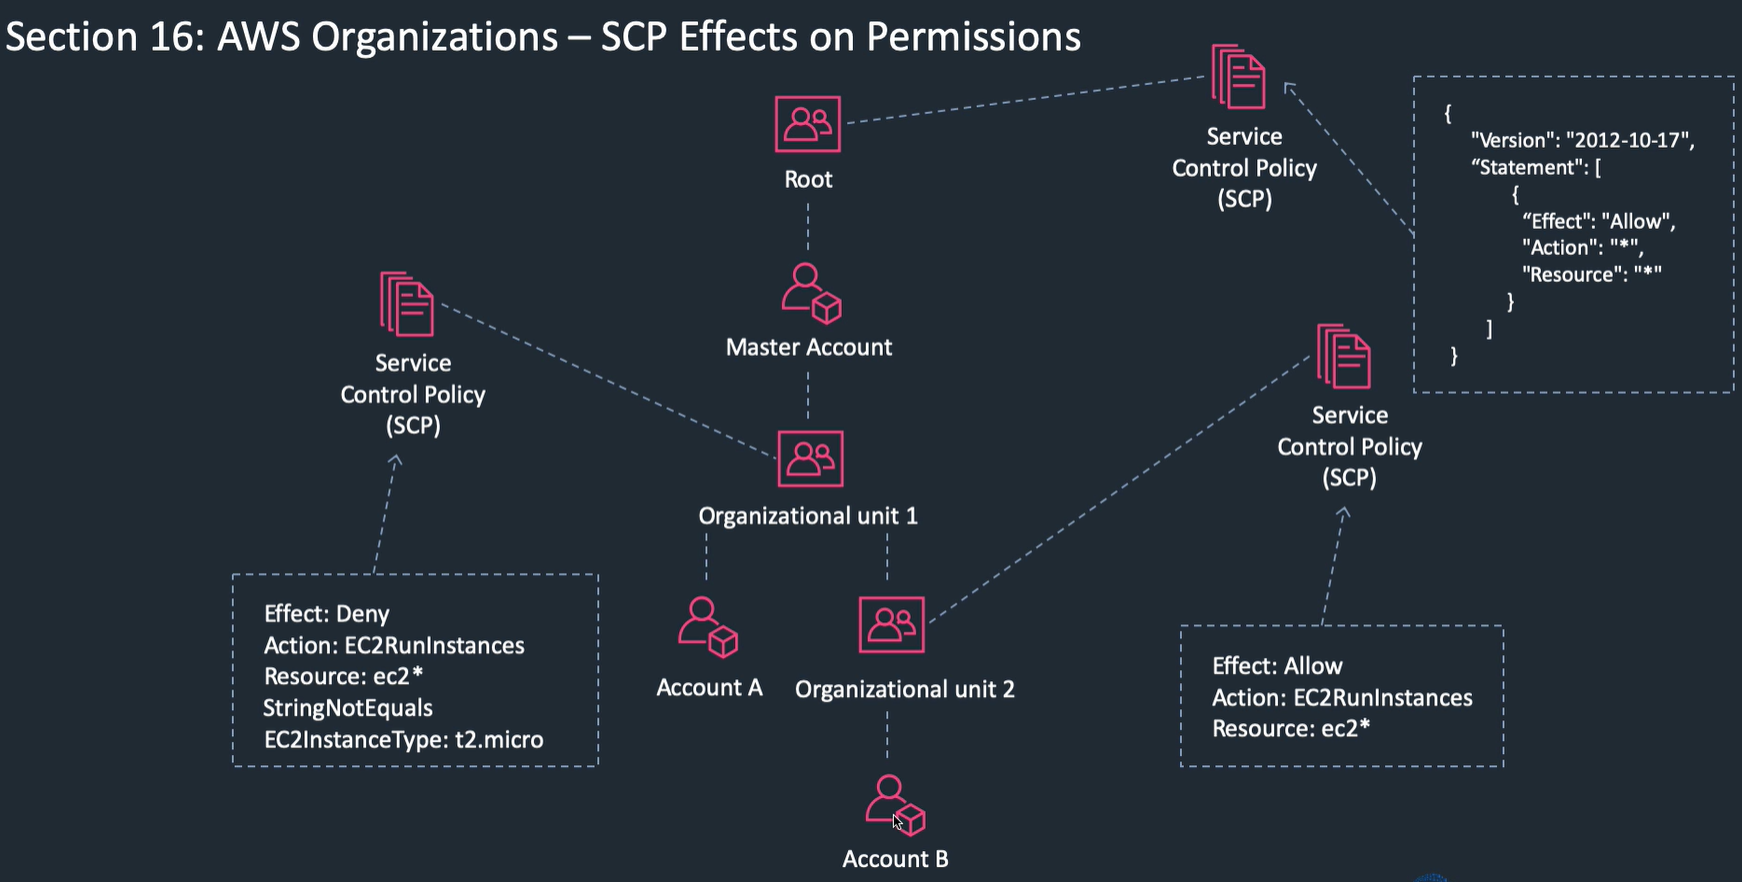 Section 16: AWS Organizations – SCP Effects on Permissions
Root
Service
Control Policy
(SCP)
{
"Version": "2012-10-17",
“Statement": [
{
“Effect": "Allow",
"Action": "*",
"Resource": "*"
}
]
}
Master Account
Service
Control Policy
(SCP)
Service
Control Policy
(SCP)
Organizational unit 1
Effect: Deny
Action: EC2RunInstances
Resource: ec2*
StringNotEquals
EC2InstanceType: t2.micro
Account A
Organizational unit 2
Effect: Allow
Action: EC2RunInstances
Resource: ec2*
Account B